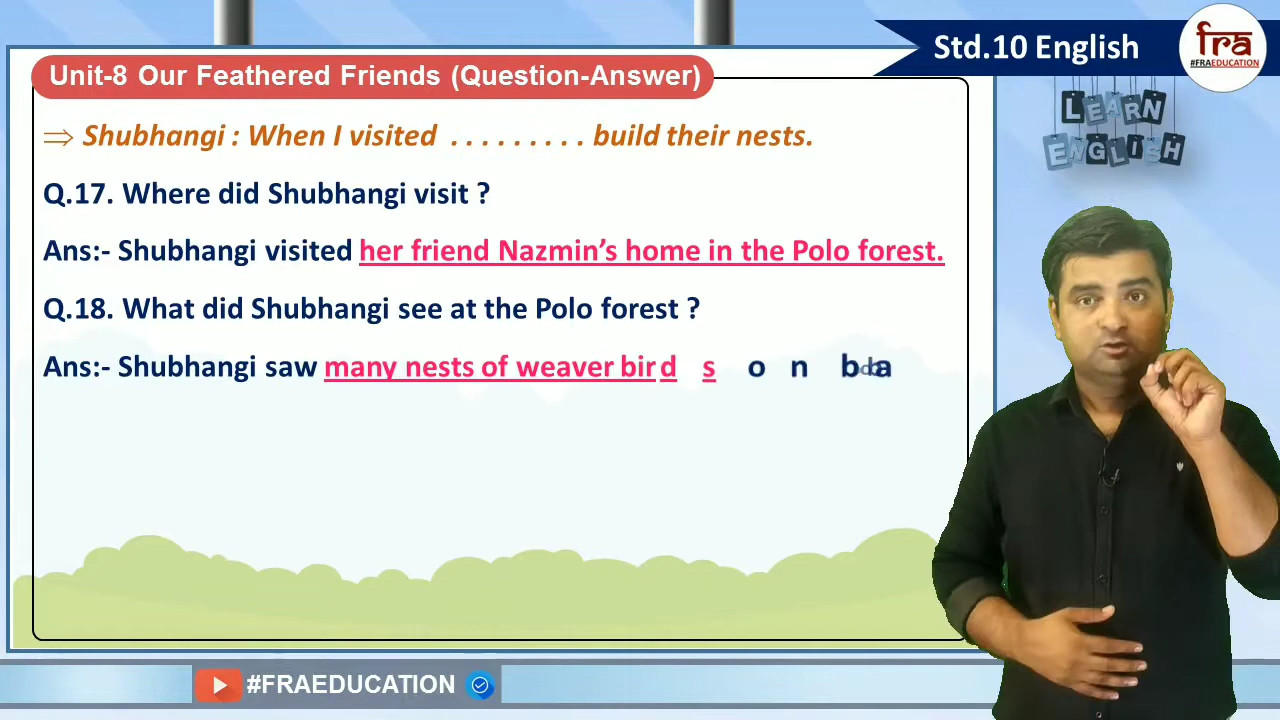 Std.10 English
fra
#FRAEDUCATION
Unit-8 Our Feathered Friends (Question-Answer)
LEARN
ENGLISH
⇒ Shubhangi : When I visited . . . . . . . . . build their nests.
Q.17. Where did Shubhangi visit ?
Ans:- Shubhangi visited her friend Nazmin's home in the Polo forest.
Q.18. What did Shubhangi see at the Polo forest ?
Ans:- Shubhangi saw many nests of weaver birds on
#FRAEDUCATION